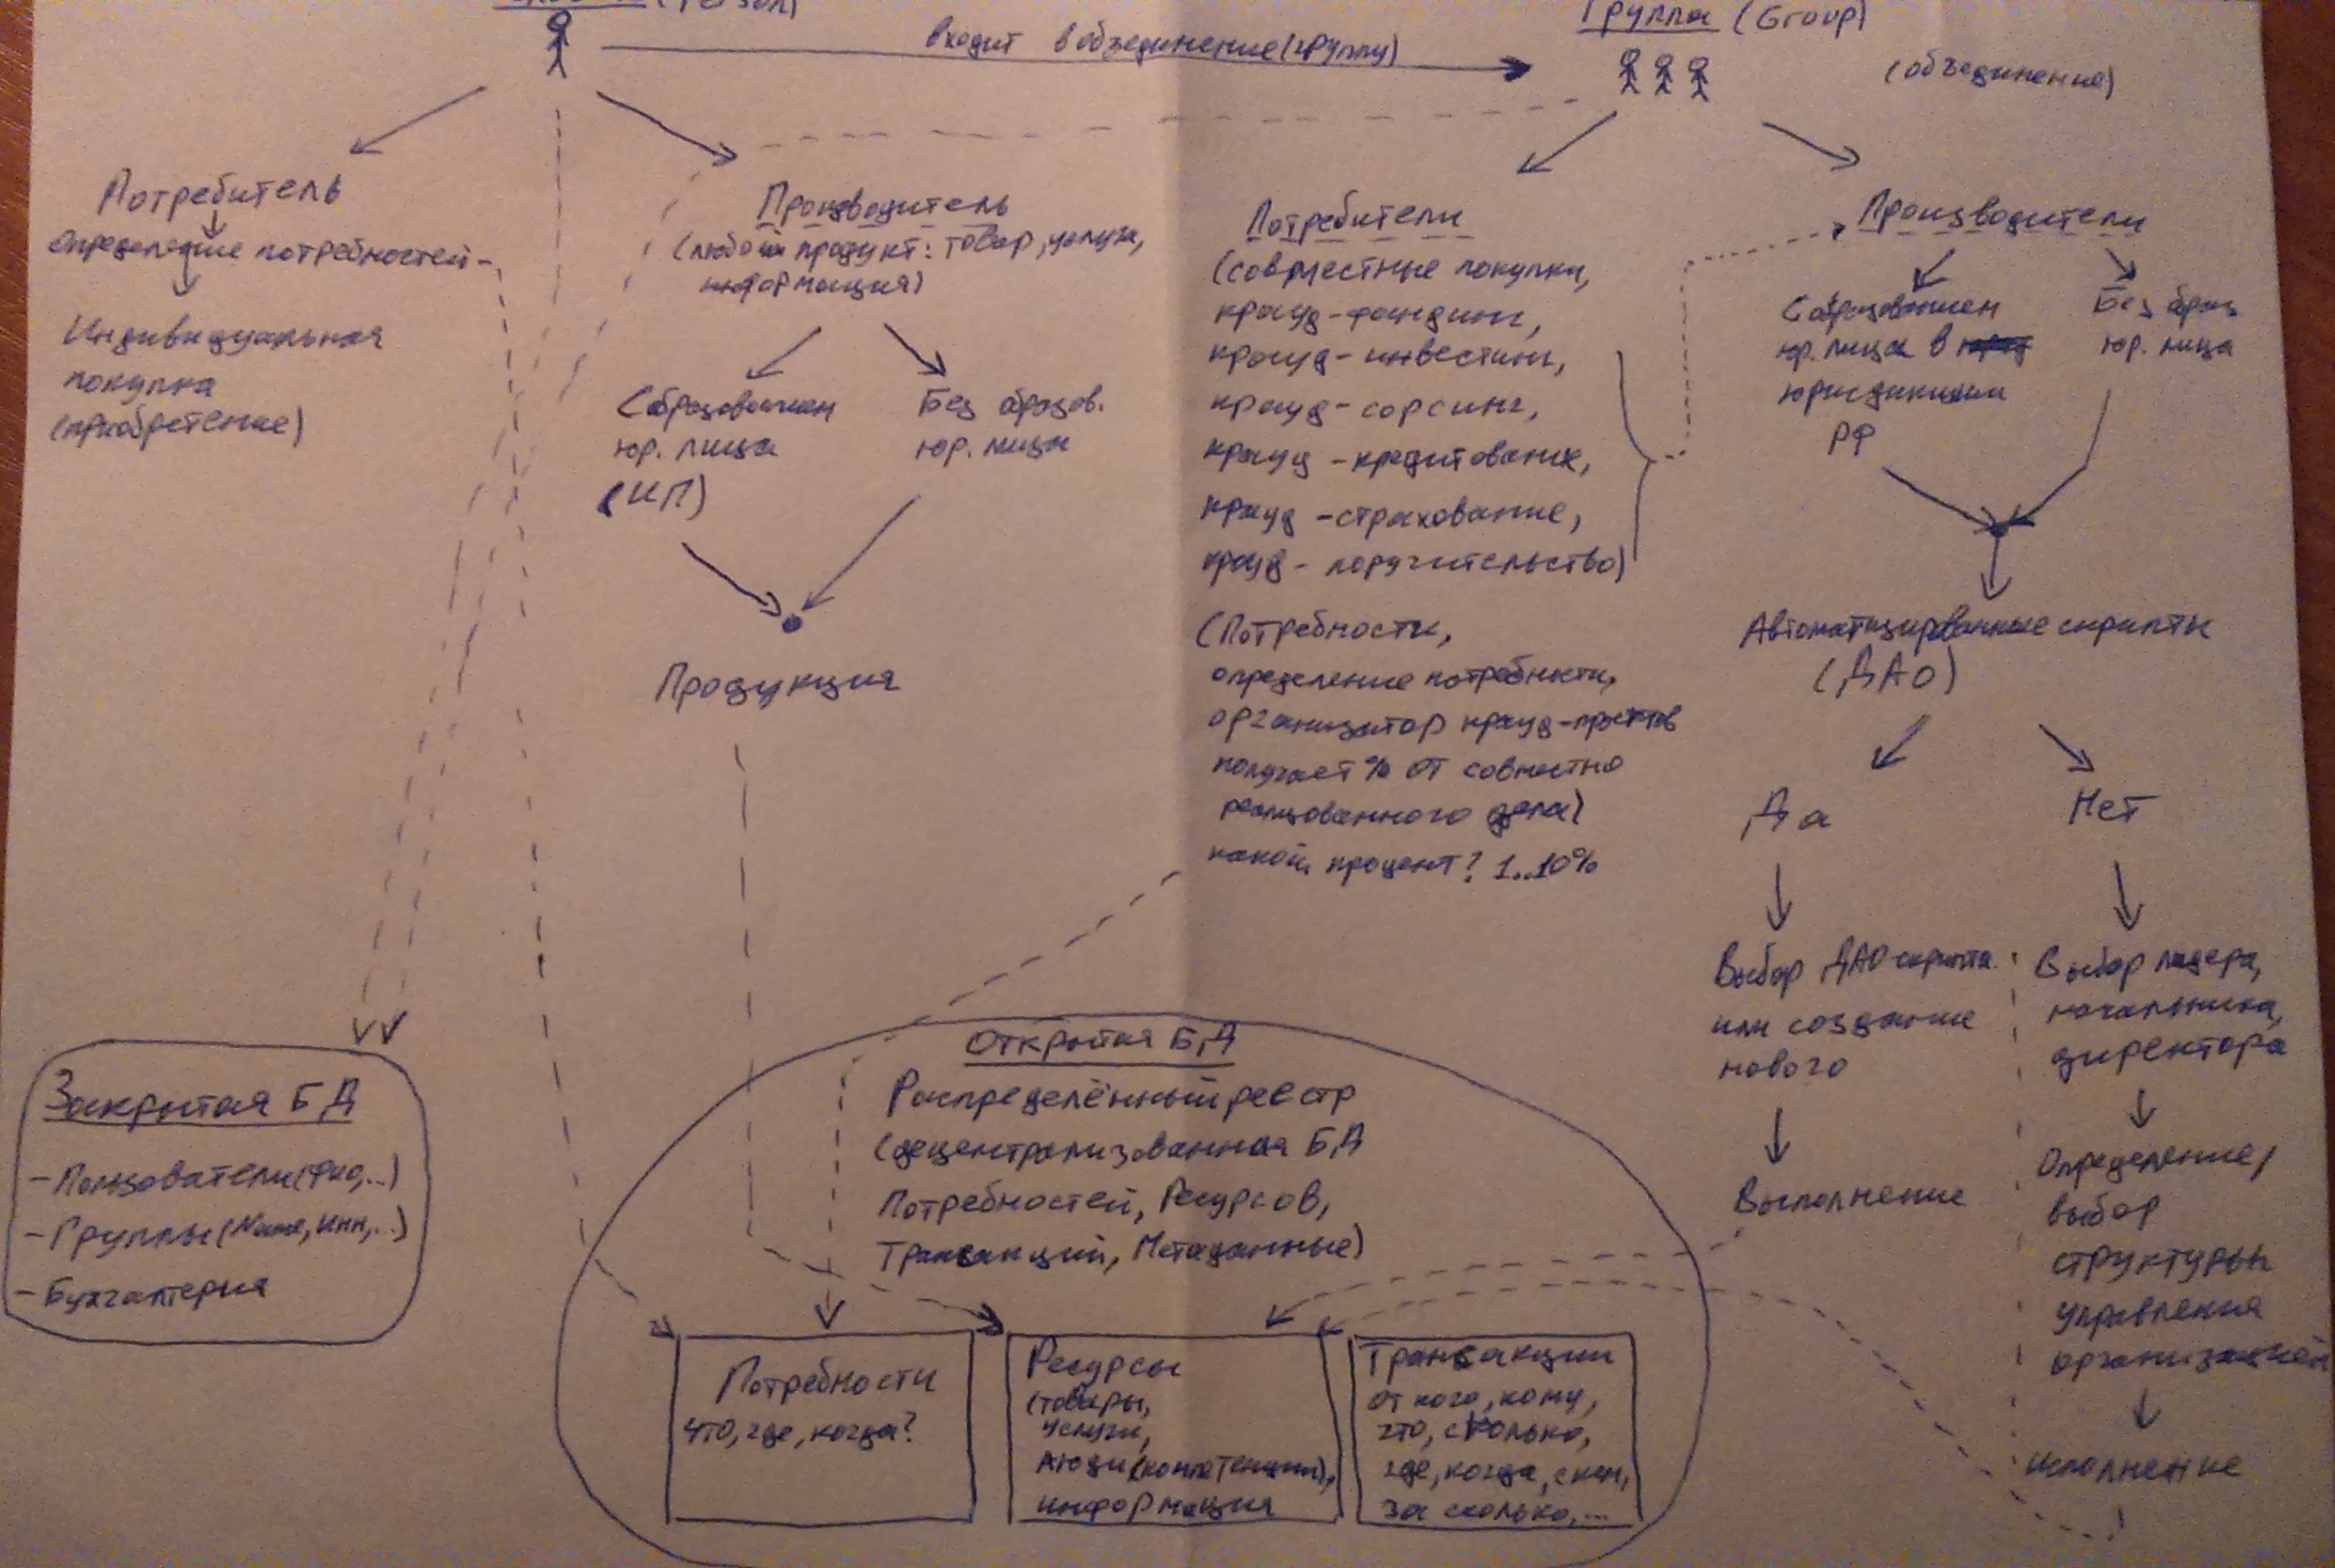 (Person)
входит в объединение (группу)
Группа (Group)
(объединение)
Потребитель
определение потребностей
Индивидуальная
покупка
(приобретение)
Производитель
(любой продукт: товар, услуга,
информация)
С образованием
юр. лица
(ИП)
Без образов.
юр. лица
Продукция
Потребители
(совместные покупки,
крауд-фандинг,
крауд-инвестинг,
крауд-сорсинг,
крауд-кредитование,
крауд-страхование,
крауд-поручительство)
(Потребности,
определение потребности,
организатор крауд-проектов
получает % от совместно
реализованного дела)
какой процент? 1..10%
Производители
С образованием
юр. лица в
юрисдикции
РФ
Без образ
юр. лица
Автоматизированные скрипты
(ДАО)
Да
Нет
Выбор ДАО скрипта
или создание
нового
Выполнение
Выбор лидера,
начальника,
директора
Определение/
выбор
структуры
управления
организацией
исполнение
Закрытая БД
- Пользователи (фио,..)
- Группы (Name, ИНН,..)
- Бухгалтерия
Открытая БД
Распределённый реестр
(децентрализованная БД
Потребностей, Ресурсов,
Транзакций, Метаданные)
Потребности
что, где, когда?
Ресурсы
(товары,
услуги,
люди (компетенции),
информация
Трансакции
от кого, кому,
что, сколько,
где, когда, с кем,
за сколько,...